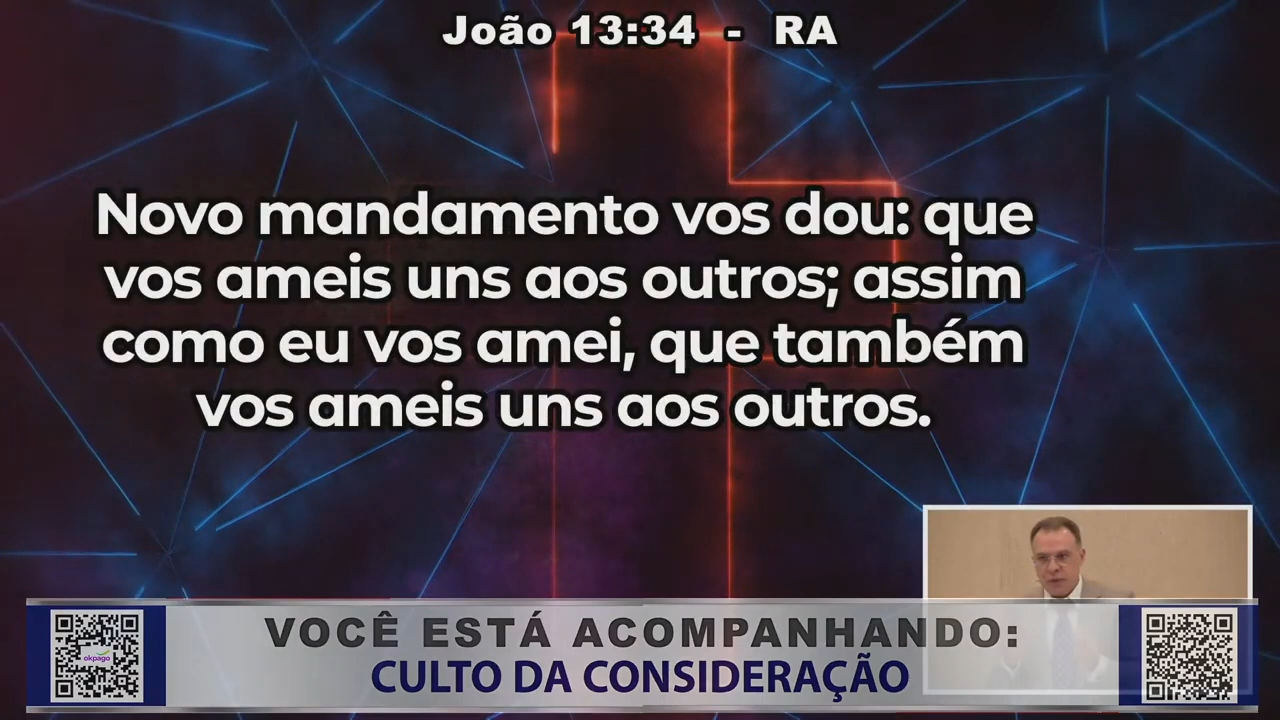 João 13:34 - RA
Novo mandamento vos dou: que
vos ameis uns aos outros; assim
como eu vos amei, que também
vos ameis uns aos outros.
VOCÊ ESTÁ ACOMPANHANDO:
CULTO DA CONSIDERAÇÃO
okpago